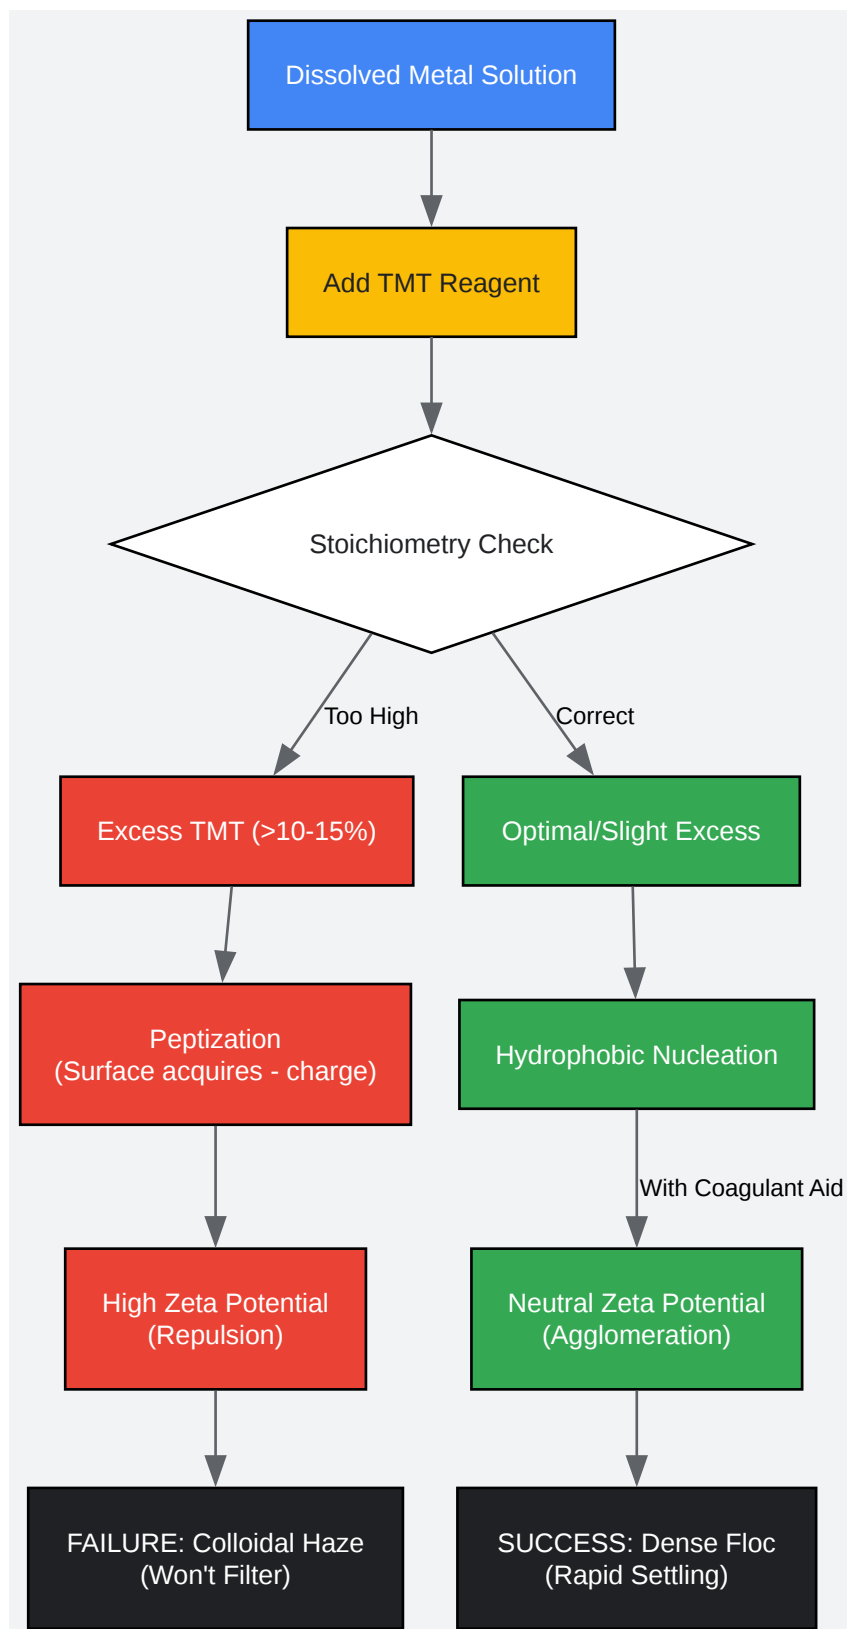 Dissolved Metal Solution
Add TMT Reagent
Stoichiometry Check
Too High
Correct
Excess TMT (>10-15%)
Optimal/Slight Excess
Peptization
(Surface acquires - charge)
Hydrophobic Nucleation
With Coagulant Aid
High Zeta Potential
(Repulsion)
Neutral Zeta Potential
(Agglomeration)
FAILURE: Colloidal Haze
(Won't Filter)
SUCCESS: Dense Floc
(Rapid Settling)